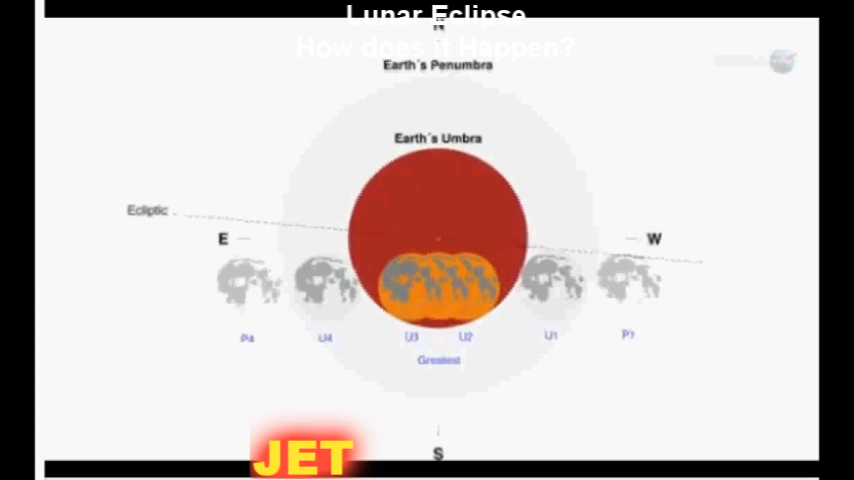 Lunar Eclipse
N
How does it Happen?
Earth's Penumbra
Earth's Umbra
Ecliptic
E
W
P4 U4 U3 U2 U1 P1
Greatest
JET
S